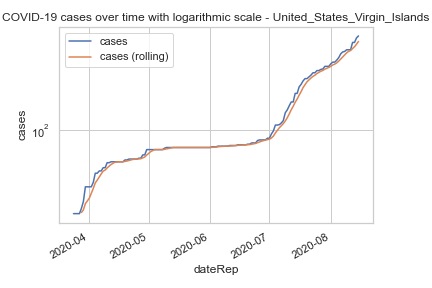 COVID-19 cases over time with logarithmic scale - United_States_Virgin_Islands
cases
cases (rolling)
cases
10²
2020-04
2020-05
2020-06
2020-07
2020-08
dateRep